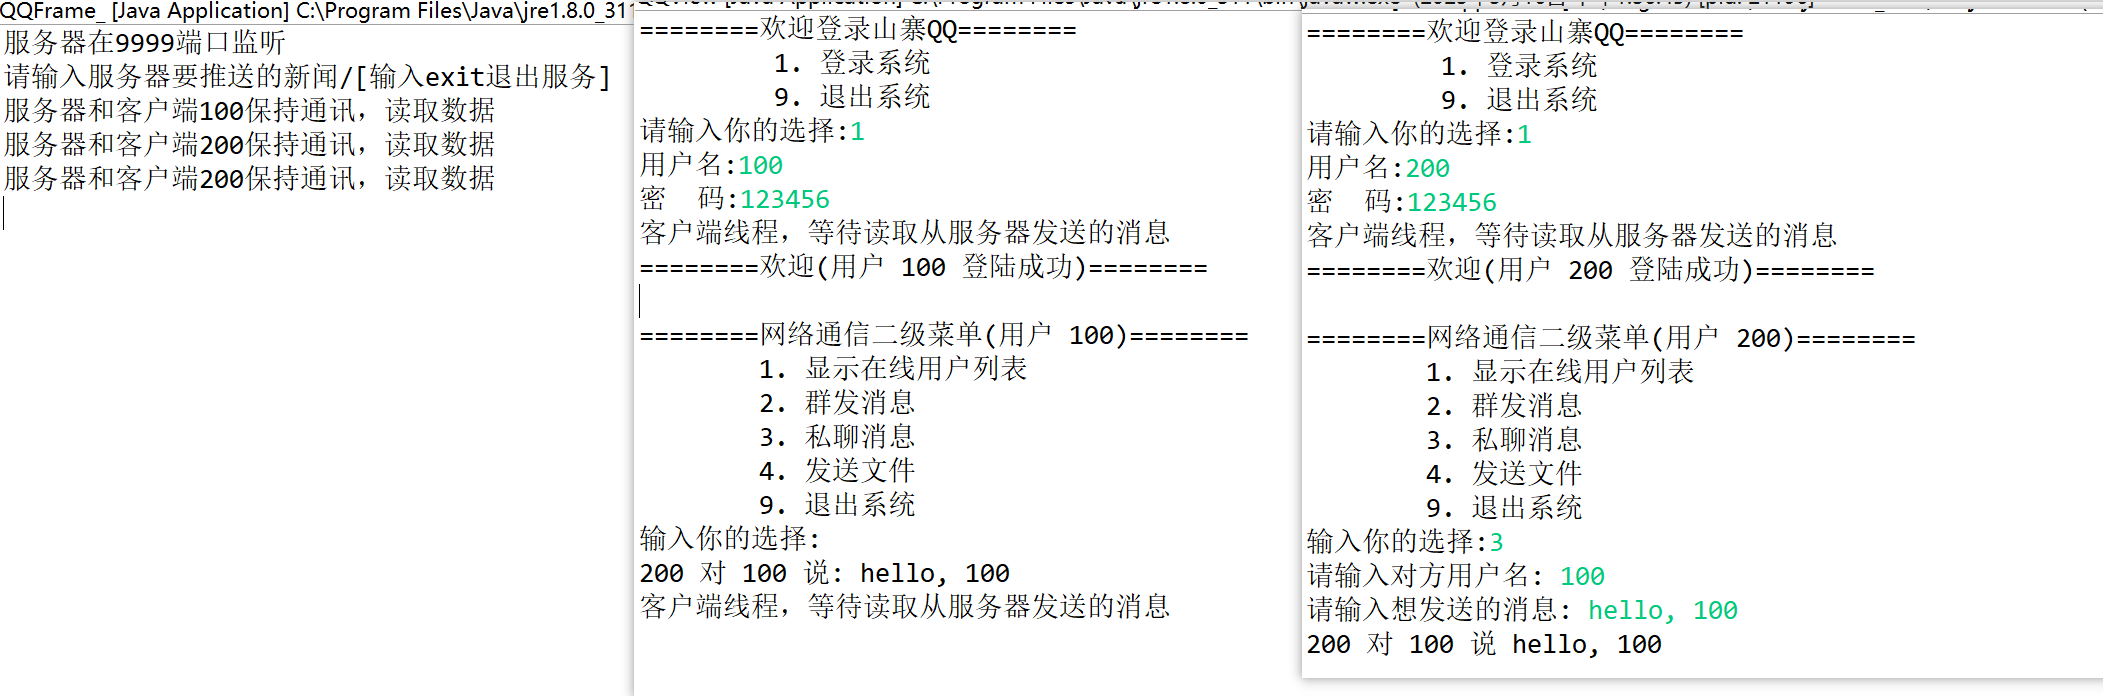 QQFrame_ [Java Application] C:\Program Files\Java\jre1.8.0_311
服务器在9999端口监听
请输入服务器要推送的新闻/[输入exit退出服务]
服务器和客户端100保持通讯，读取数据
服务器和客户端200保持通讯，读取数据
服务器和客户端200保持通讯，读取数据
========欢迎登录山寨QQ========
1. 登录系统
9. 退出系统
请输入你的选择:1
用户名:100
密  码:123456
客户端线程，等待读取从服务器发送的消息
========欢迎(用户 100 登陆成功)========
========网络通信二级菜单(用户 100)========
1. 显示在线用户列表
2. 群发消息
3. 私聊消息
4. 发送文件
9. 退出系统
输入你的选择:
200 对 100 说: hello, 100
客户端线程，等待读取从服务器发送的消息
========欢迎登录山寨QQ========
1. 登录系统
9. 退出系统
请输入你的选择:1
用户名:200
密  码:123456
客户端线程，等待读取从服务器发送的消息
========欢迎(用户 200 登陆成功)========
========网络通信二级菜单(用户 200)========
1. 显示在线用户列表
2. 群发消息
3. 私聊消息
4. 发送文件
9. 退出系统
输入你的选择:3
请输入对方用户名: 100
请输入想发送的消息: hello, 100
200 对 100 说 hello, 100